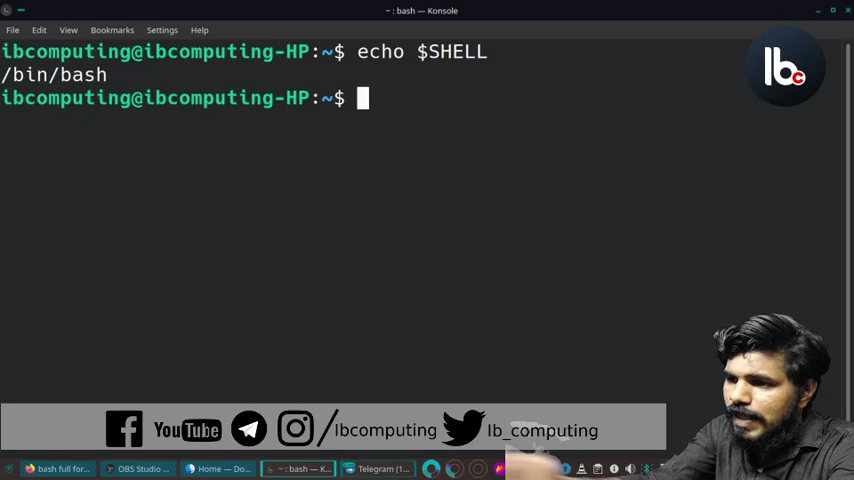 ~ : bash — Konsole
File Edit View Bookmarks Settings Help
ibcomputing@ibcomputing-HP:~$ echo $SHELL
/bin/bash
ibcomputing@ibcomputing-HP:~$
Ibc
YouTube /Ibcomputing Ib_computing
bash full for... OBS Studio ... Home — Do... ~ : bash — K... Telegram (1...